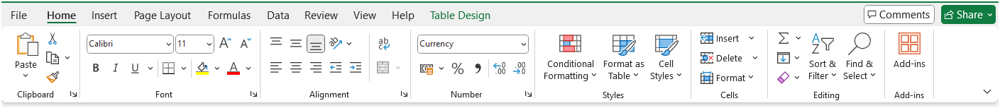 File Home Insert Page Layout Formulas Data Review View Help Table Design Comments Share
Paste
Clipboard
Calibri 11
B I U A
Font
ab
Alignment
Currency
% ,
Number
Conditional Formatting
Format as Table
Cell Styles
Styles
Insert
Delete
Format
Cells
Sort & Filter
Find & Select
Editing
Add-ins
Add-ins